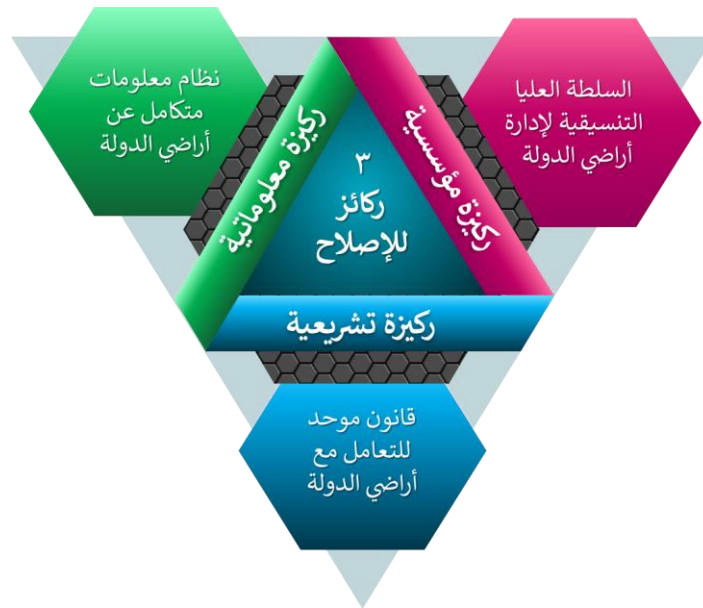 السلطة العليا
التنسيقية لإدارة
أراضي الدولة
نظام معلومات
متكامل عن
أراضي الدولة
ركيزة مؤسسية
ركيزة معلوماتية
٣
ركائز
للإصلاح
ركيزة تشريعية
قانون موحد
للتعامل مع
أراضي الدولة